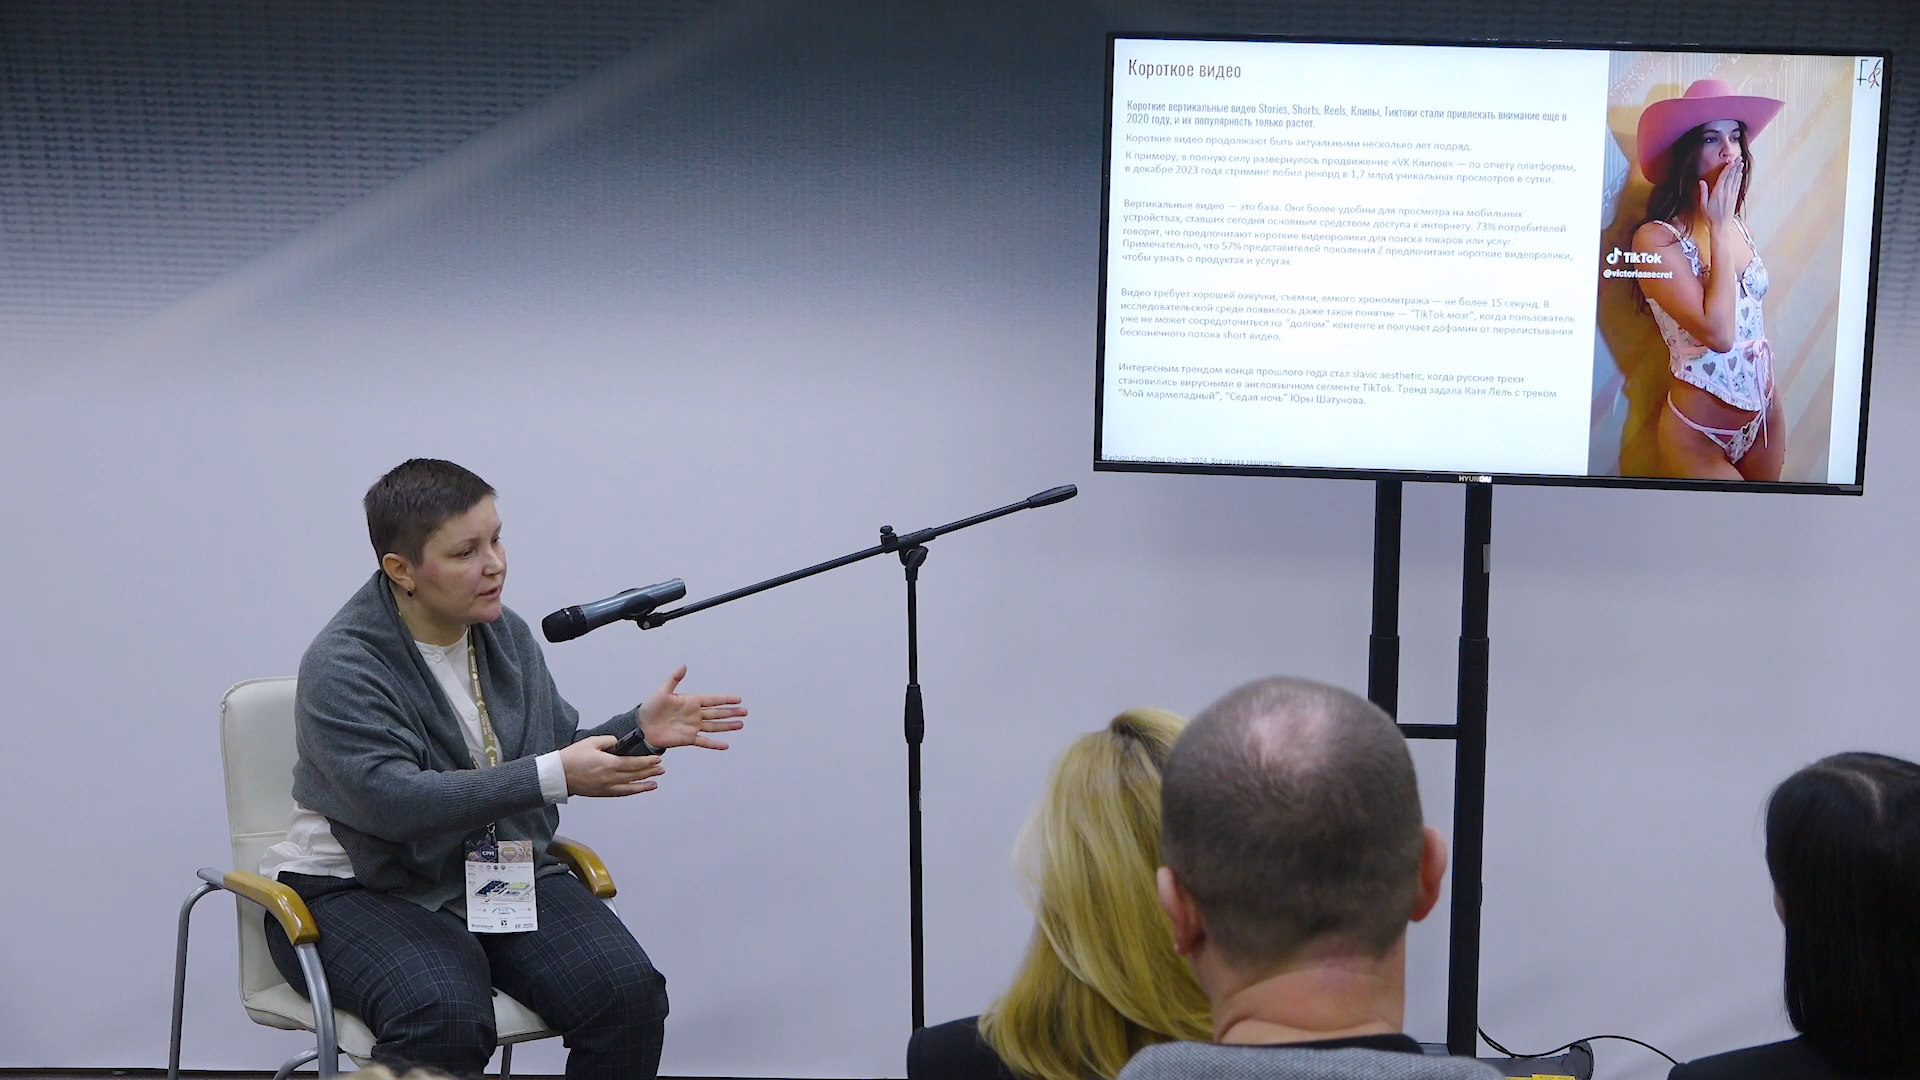 Короткое видео
Короткие вертикальные видео Stories, Shorts, Reels, Клипы, Тиктоки стали привлекать внимание еще в
2020 году, и их популярность только растет.
Короткие видео продолжают быть актуальными несколько лет подряд.
К примеру, в полную силу развернулось продвижение «VK Клипов» — по отчету платформы,
в декабре 2023 года стриминг побил рекорд в 1,7 млрд уникальных просмотров в сутки.
Вертикальные видео — это база. Они более удобны для просмотра на мобильных
устройствах, ставших сегодня основным средством доступа к интернету. 73% потребителей
говорят, что предпочитают короткие видеоролики для поиска товаров или услуг.
Примечательно, что 57% представителей поколения Z предпочитают короткие видеоролики,
чтобы узнать о продуктах и услугах.
Видео требует хорошей озвучки, съемки, емкого хронометража — не более 15 секунд. В
исследовательской среде появилось даже такое понятие — "TikTok мозг", когда пользователь
уже не может сосредоточиться на "долгом" контенте и получает дофамин от перелистывания
бесконечного потока short видео.
Интересным трендом конца прошлого года стал slavic aesthetic, когда русские треки
становились вирусными в англоязычном сегменте TikTok. Тренд задала Катя Лель с треком
"Мой мармеладный", "Седая ночь" Юры Шатунова.
©Fashion Consulting Group, 2024. Все права защищены
TikTok
@victoriassecret
HYUNDAI
CPM